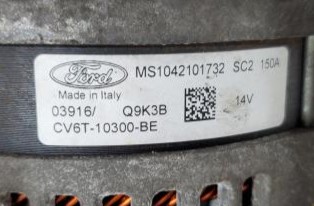 Ford MS1042101732 SC2 150A
Made in Italy
03916/ Q9K3B 14V
CV6T-10300-BE